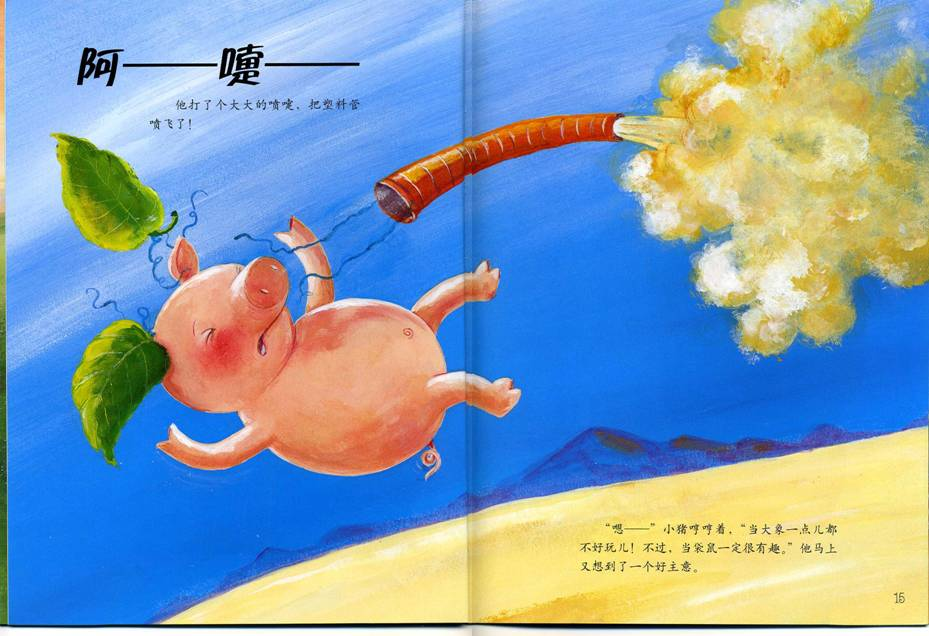 阿——嚏——
他打了个大大的喷嚏，把塑料管
喷飞了！
“嗯——”小猪哼哼着，“当大象一点儿都
不好玩儿！不过，当袋鼠一定很有趣。”他马上
又想到了一个好主意。
15